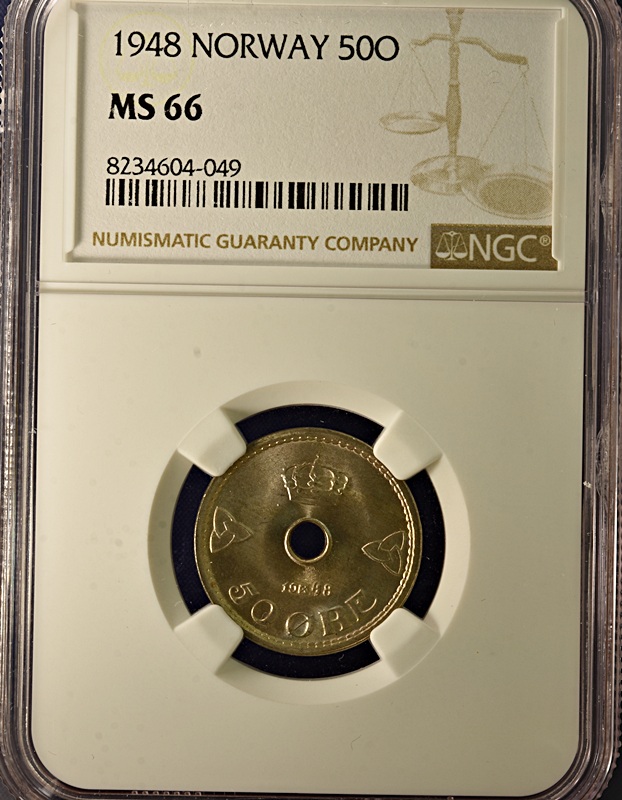 1948 NORWAY 50O
MS 66
8234604-049
NUMISMATIC GUARANTY COMPANY
NGC®
1948
50 ØRE